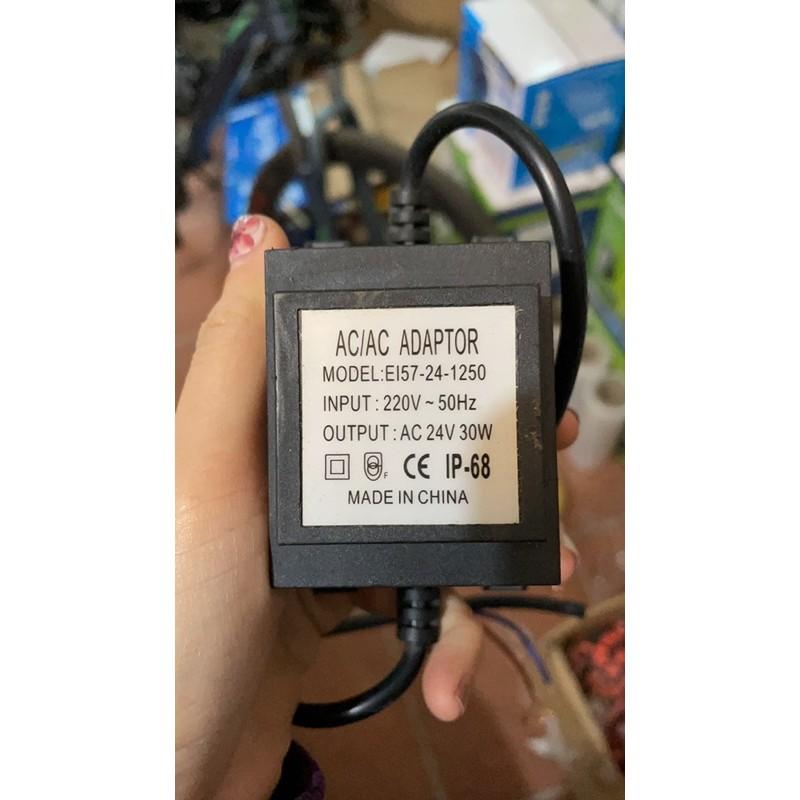 AC/AC ADAPTOR
MODEL:EI57-24-1250
INPUT : 220V ~ 50Hz
OUTPUT : AC 24V 30W
F CE IP-68
MADE IN CHINA